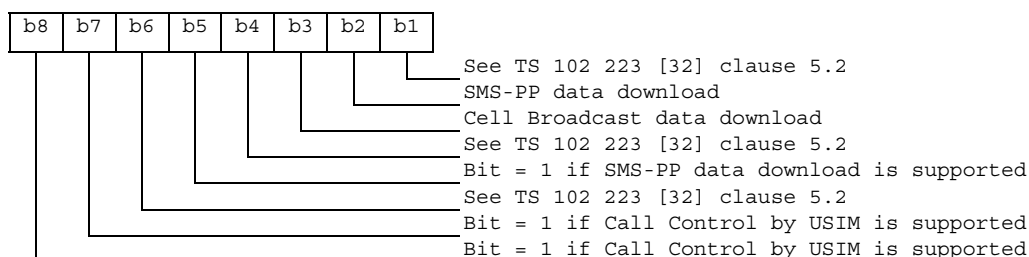 b8 b7 b6 b5 b4 b3 b2 b1
See TS 102 223 [32] clause 5.2
SMS-PP data download
Cell Broadcast data download
See TS 102 223 [32] clause 5.2
Bit = 1 if SMS-PP data download is supported
See TS 102 223 [32] clause 5.2
Bit = 1 if Call Control by USIM is supported
Bit = 1 if Call Control by USIM is supported